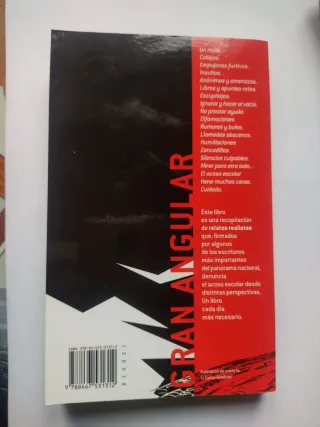 Un mote.
Collejas.
Empujones furtivos.
Insultos.
Anónimos y amenazas.
Libros y apuntes rotos.
Escupitajos.
Ignorar y hacer el vacío.
No prestar ayuda.
Difamaciones
Rumores y bulos.
Llamadas obscenas.
Humillaciones
Zancadillas.
Silencios culpables.
Mirar para otro lado...
El acoso escolar
tiene muchas caras.
Cuidado.
Este libro
es una recopilación
de relatos realistas
que, firmados
por algunos
de los escritores
más importantes
del panorama nacional,
denuncia
el acoso escolar desde
distintas perspectivas.
Un libro
cada día
más necesario.
GRAN ANGULAR
9 788467 531312